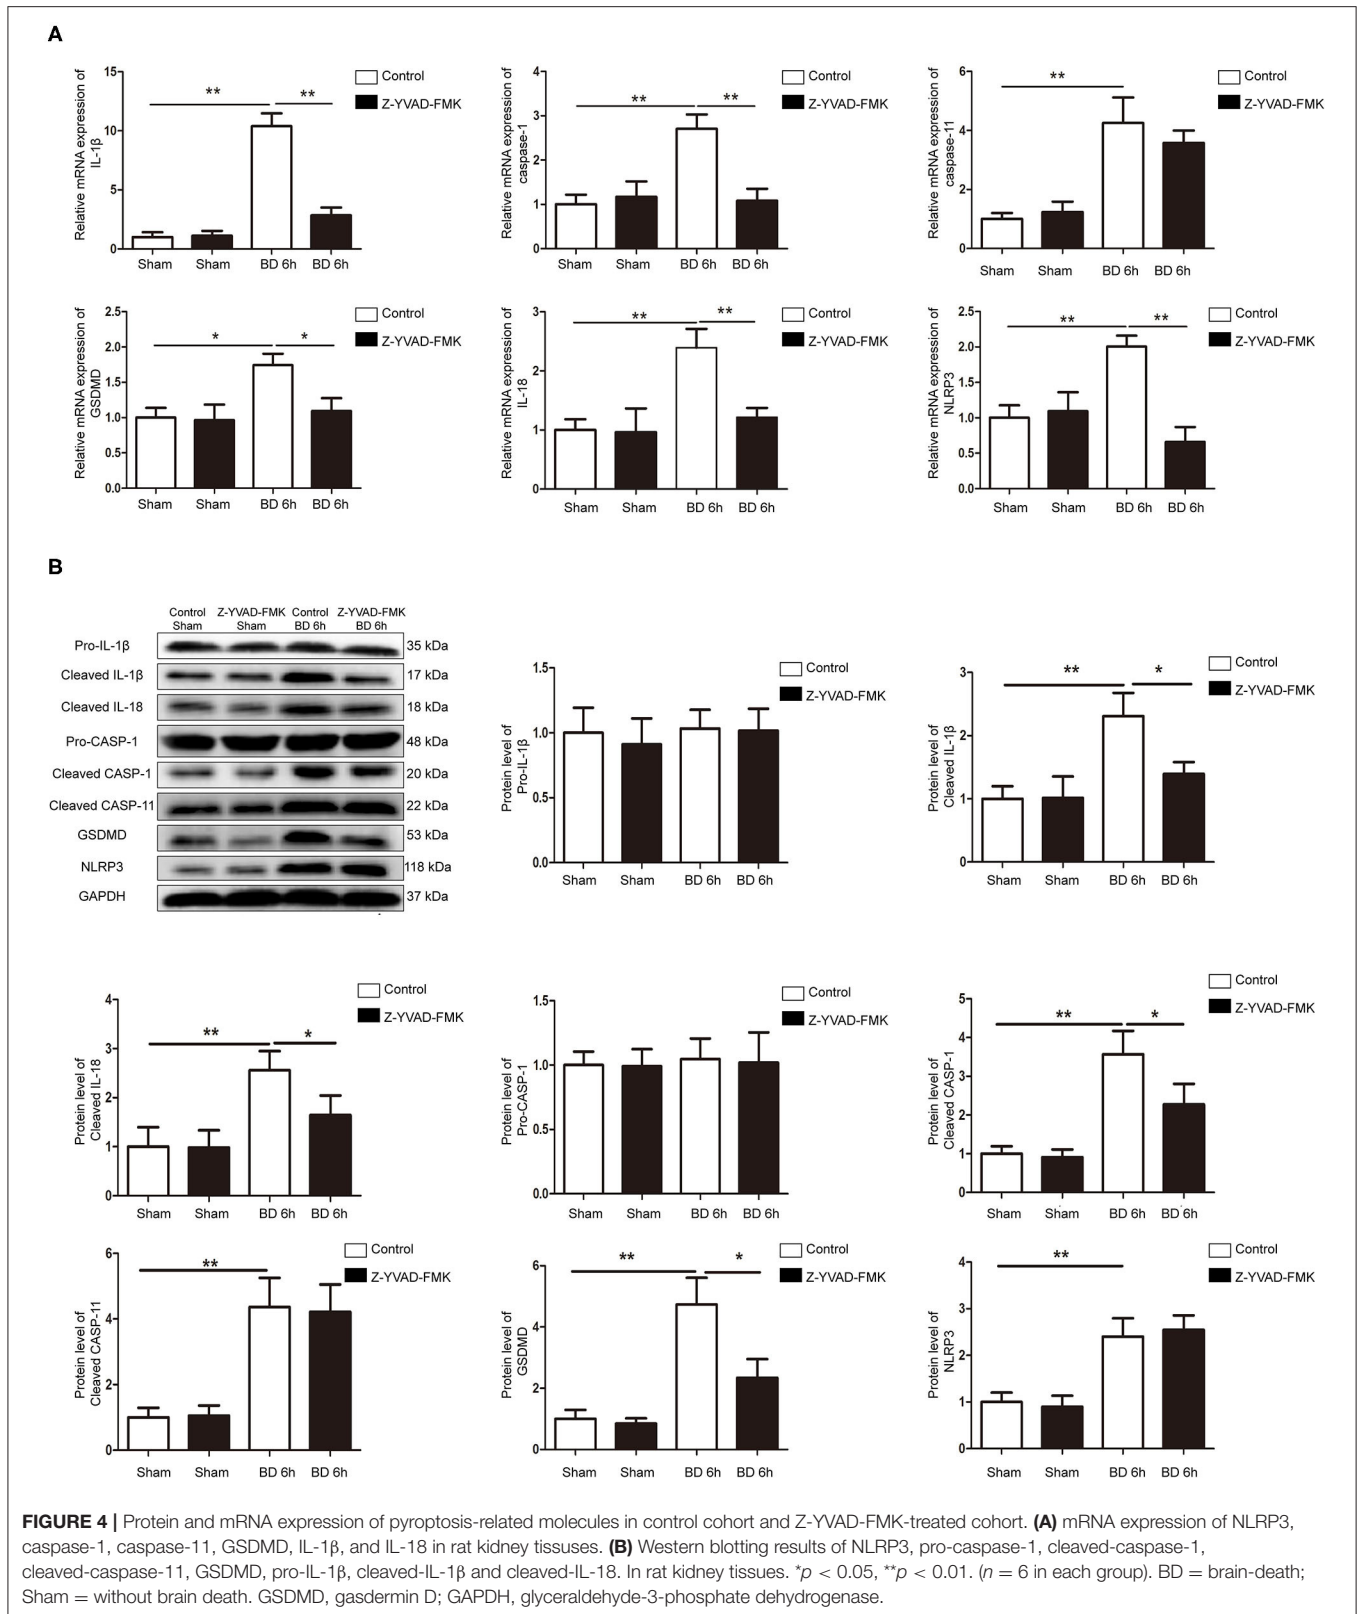 A
Relative mRNA expression of
IL-1β
15
10
5
0
**
**
Control
Z-YVAD-FMK
Sham
Sham
BD 6h
BD 6h
Relative mRNA expression of
caspase-1
4
3
2
1
0
**
**
Control
Z-YVAD-FMK
Sham
Sham
BD 6h
BD 6h
Relative mRNA expression of
caspase-11
6
4
2
0
**
Control
Z-YVAD-FMK
Sham
Sham
BD 6h
BD 6h
Relative mRNA expression of
GSDMD
2.5
2.0
1.5
1.0
0.5
0.0
*
*
Control
Z-YVAD-FMK
Sham
Sham
BD 6h
BD 6h
Relative mRNA expression of
IL-18
3
2
1
0
**
**
Control
Z-YVAD-FMK
Sham
Sham
BD 6h
BD 6h
Relative mRNA expression of
NLRP3
2.5
2.0
1.5
1.0
0.5
0.0
**
**
Control
Z-YVAD-FMK
Sham
Sham
BD 6h
BD 6h
B
Control Z-YVAD-FMK Control Z-YVAD-FMK
Sham Sham BD 6h BD 6h
Pro-IL-1β 35 kDa
Cleaved IL-1β 17 kDa
Cleaved IL-18 18 kDa
Pro-CASP-1 48 kDa
Cleaved CASP-1 20 kDa
Cleaved CASP-11 22 kDa
GSDMD 53 kDa
NLRP3 118 kDa
GAPDH 37 kDa
Protein level of
Pro-IL-1β
1.5
1.0
0.5
0.0
Control
Z-YVAD-FMK
Sham
Sham
BD 6h
BD 6h
Protein level of
Cleaved IL-1β
3
2
1
0
**
*
Control
Z-YVAD-FMK
Sham
Sham
BD 6h
BD 6h
Protein level of
Cleaved IL-18
4
3
2
1
0
**
*
Control
Z-YVAD-FMK
Sham
Sham
BD 6h
BD 6h
Protein level of
Pro-CASP-1
1.5
1.0
0.5
0.0
Control
Z-YVAD-FMK
Sham
Sham
BD 6h
BD 6h
Protein level of
Cleaved CASP-1
5
4
3
2
1
0
**
*
Control
Z-YVAD-FMK
Sham
Sham
BD 6h
BD 6h
Protein level of
Cleaved CASP-11
6
4
2
0
**
Control
Z-YVAD-FMK
Sham
Sham
BD 6h
BD 6h
Protein level of
GSDMD
6
4
2
0
**
*
Control
Z-YVAD-FMK
Sham
Sham
BD 6h
BD 6h
Protein level of
NLRP3
4
3
2
1
0
**
Control
Z-YVAD-FMK
Sham
Sham
BD 6h
BD 6h
FIGURE 4 | Protein and mRNA expression of pyroptosis-related molecules in control cohort and Z-YVAD-FMK-treated cohort. (A) mRNA expression of NLRP3,
caspase-1, caspase-11, GSDMD, IL-1β, and IL-18 in rat kidney tissuses. (B) Western blotting results of NLRP3, pro-caspase-1, cleaved-caspase-1,
cleaved-caspase-11, GSDMD, pro-IL-1β, cleaved-IL-1β and cleaved-IL-18. In rat kidney tissues. *p < 0.05, **p < 0.01. (n = 6 in each group). BD = brain-death;
Sham = without brain death. GSDMD, gasdermin D; GAPDH, glyceraldehyde-3-phosphate dehydrogenase.